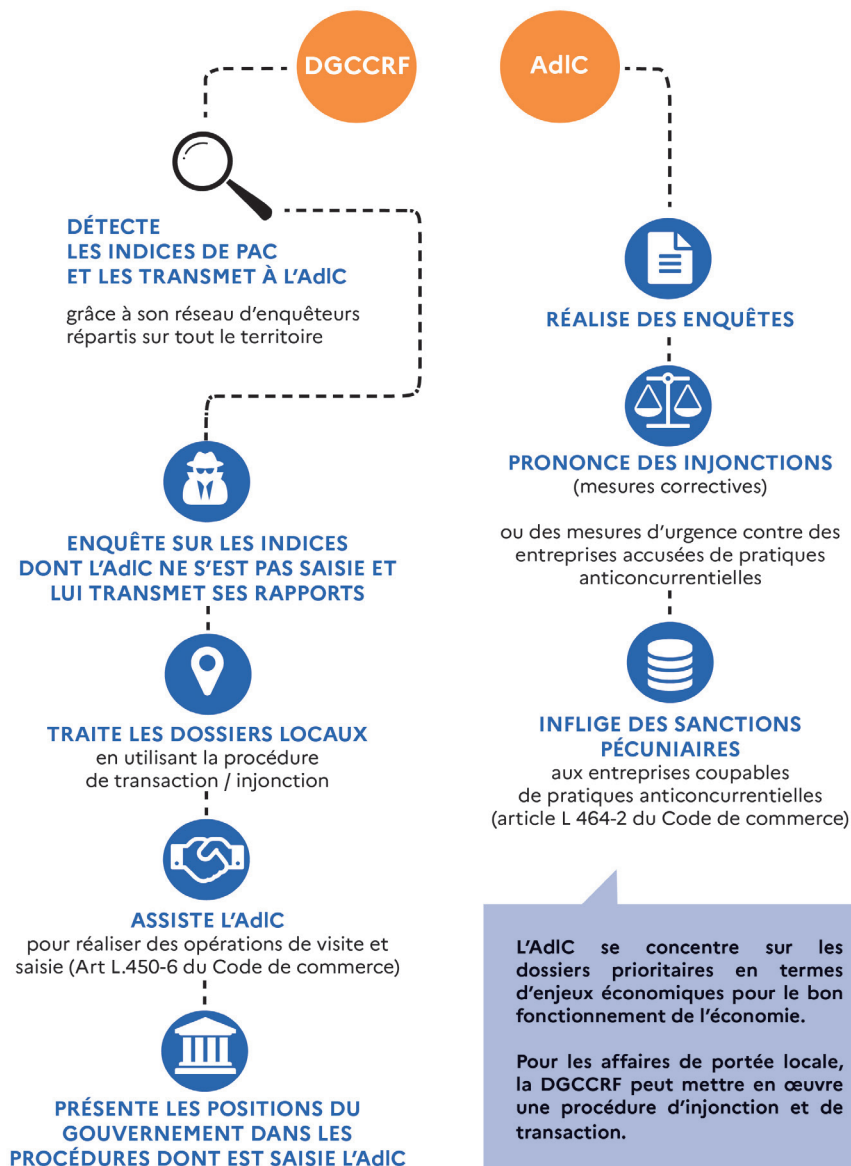 DGCCRF
DÉTECTE
LES INDICES DE PAC
ET LES TRANSMET À L’AdlC
grâce à son réseau d’enquêteurs
répartis sur tout le territoire
ENQUÊTE SUR LES INDICES
DONT L’AdlC NE S’EST PAS SAISIE ET
LUI TRANSMET SES RAPPORTS
TRAITE LES DOSSIERS LOCAUX
en utilisant la procédure
de transaction / injonction
ASSISTE L’AdlC
pour réaliser des opérations de visite et
saisie (Art L.450-6 du Code de commerce)
PRÉSENTE LES POSITIONS DU
GOUVERNEMENT DANS LES
PROCÉDURES DONT EST SAISIE L’AdlC
AdlC
RÉALISE DES ENQUÊTES
PRONONCE DES INJONCTIONS
(mesures correctives)
ou des mesures d’urgence contre des
entreprises accusées de pratiques
anticoncurrentielles
INFLIGE DES SANCTIONS
PÉCUNIAIRES
aux entreprises coupables
de pratiques anticoncurrentielles
(article L 464-2 du Code de commerce)
L’AdlC se concentre sur les
dossiers prioritaires en termes
d’enjeux économiques pour le bon
fonctionnement de l’économie.
Pour les affaires de portée locale,
la DGCCRF peut mettre en œuvre
une procédure d’injonction et de
transaction.